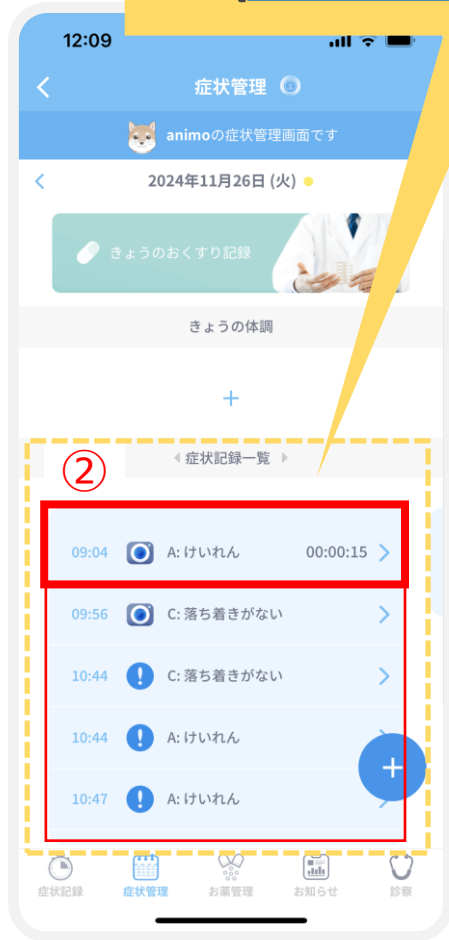 12:09
症状管理
animoの症状管理画面です
2024年11月26日 (火)
きょうのおくすり記録
きょうの体調
+
症状記録一覧
②
09:04 A: けいれん 00:00:15
09:56 C: 落ち着きがない
10:44 C: 落ち着きがない
10:44 A: けいれん
10:47 A: けいれん
+
症状記録 症状管理 お薬管理 お知らせ 診察